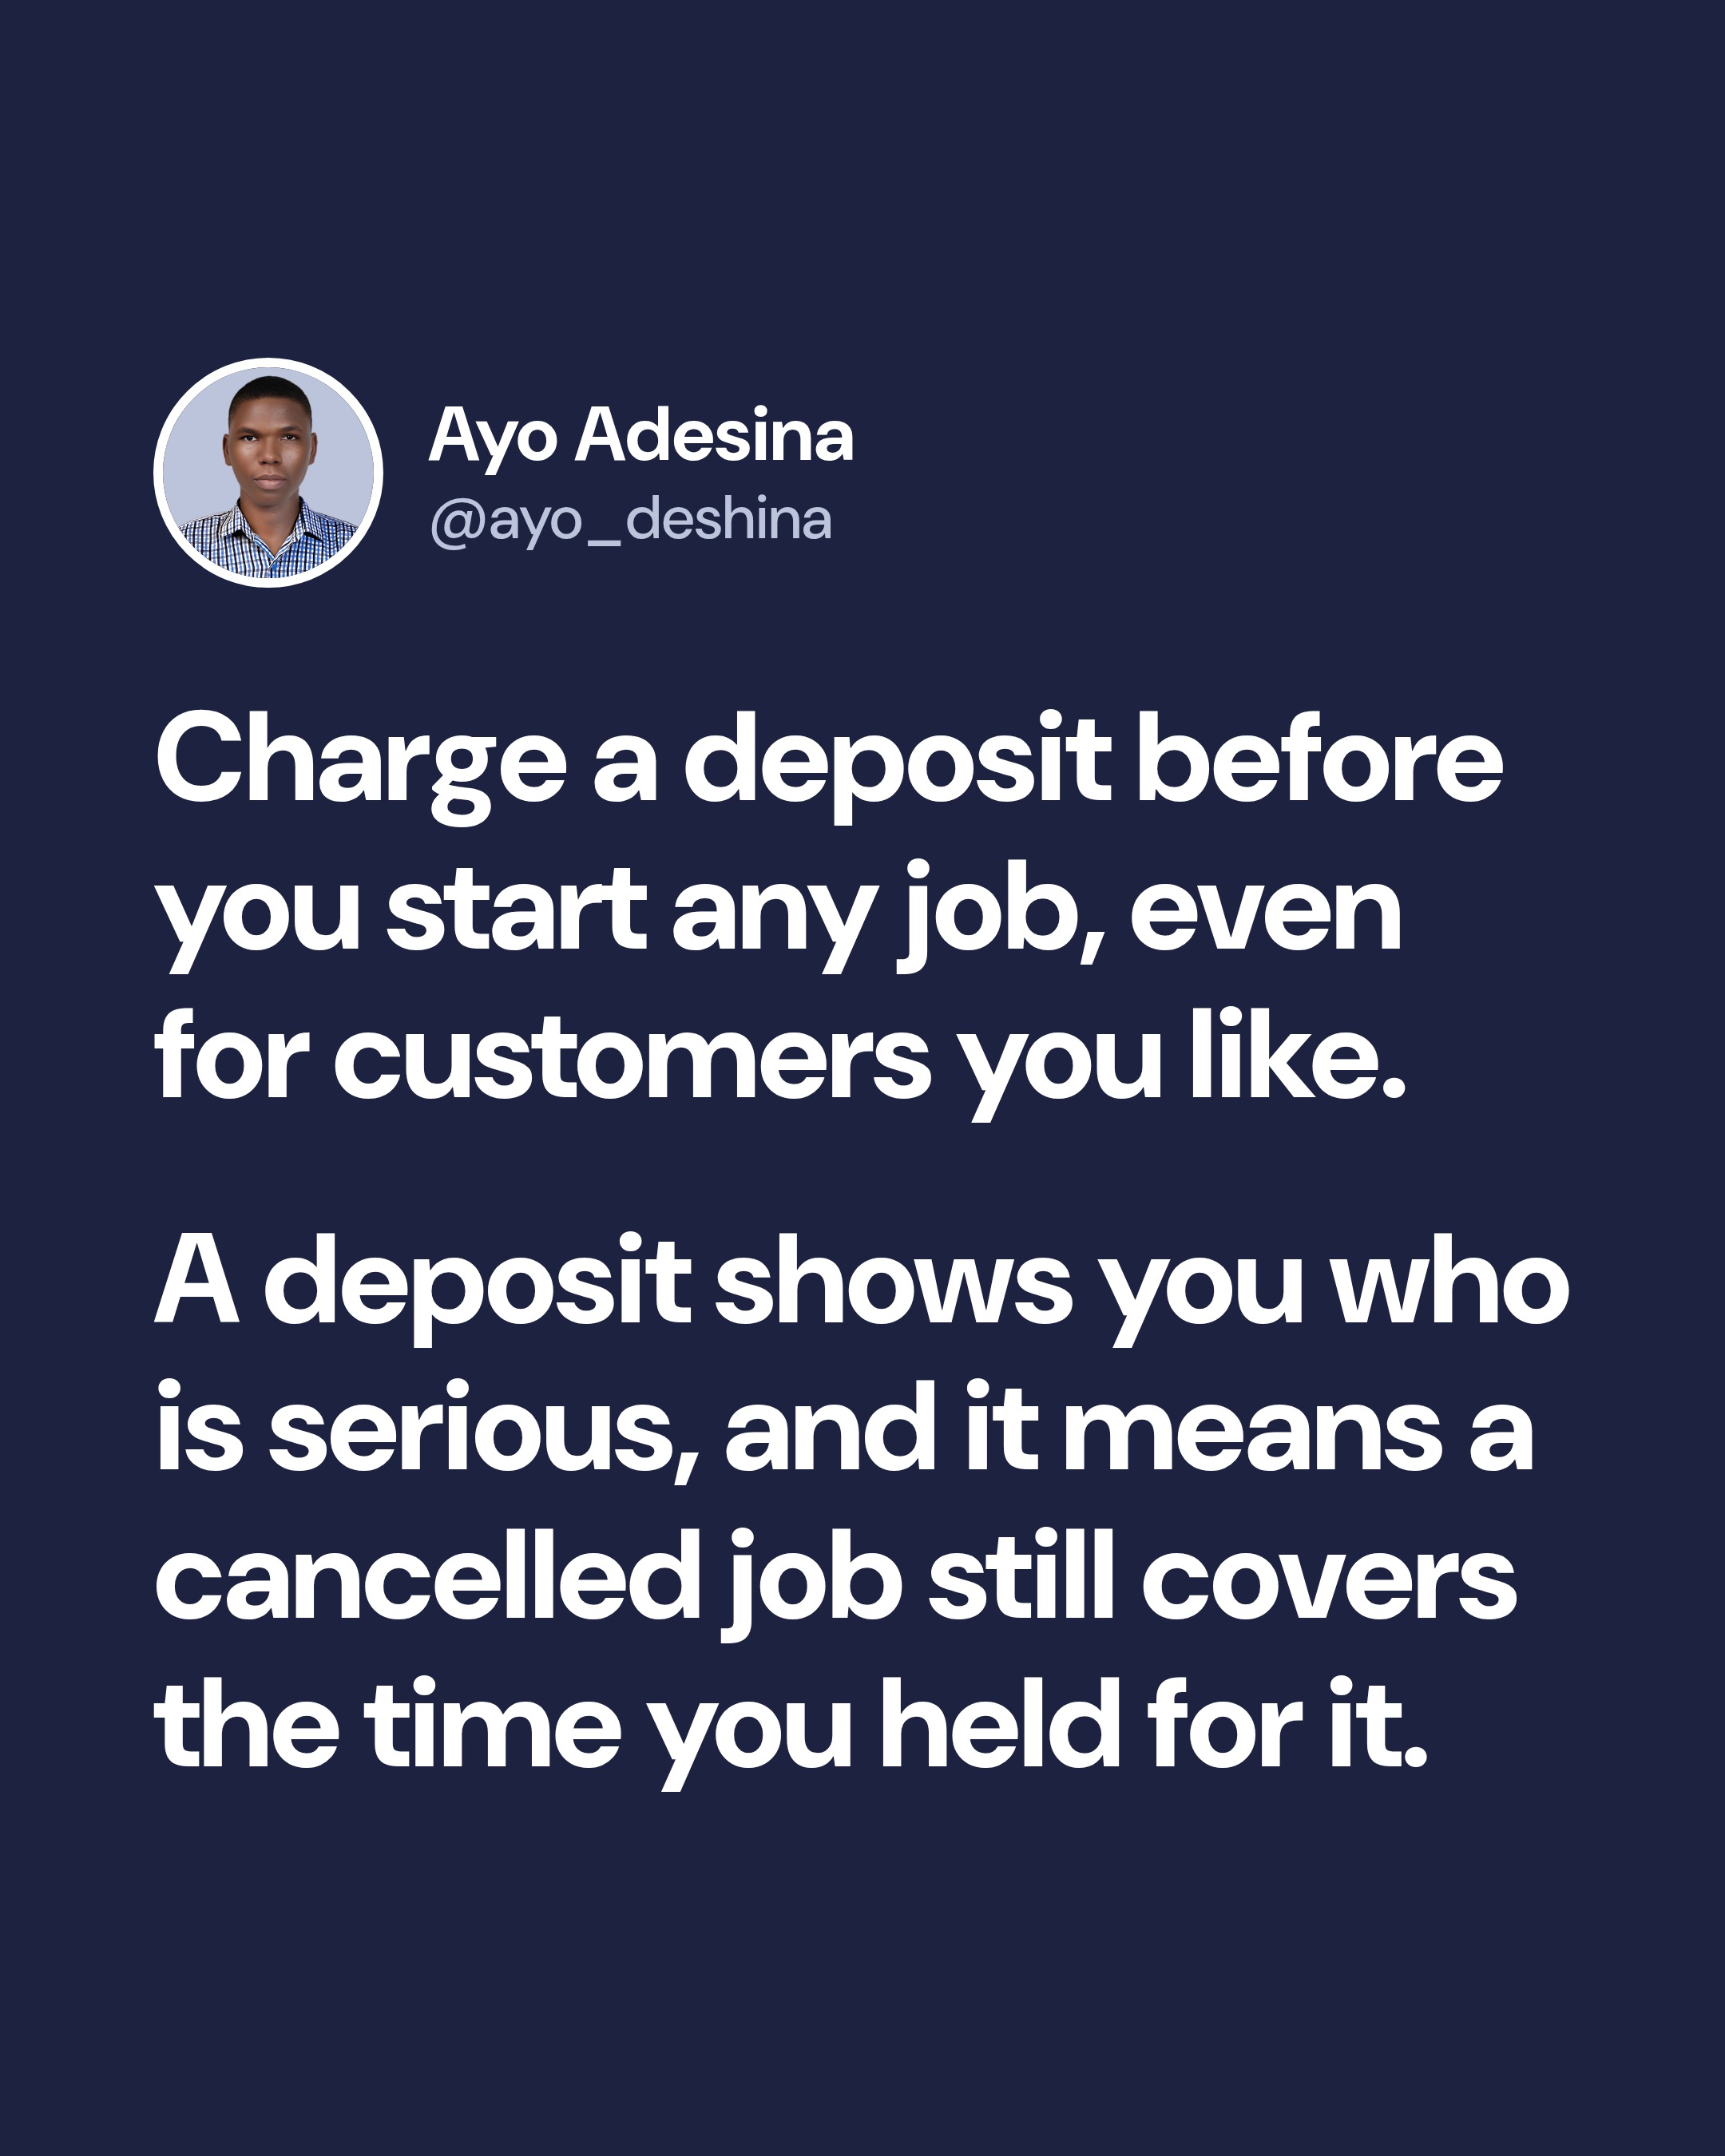 Ayo Adesina
@ayo_deshina
Charge a deposit before
you start any job, even
for customers you like.
A deposit shows you who
is serious, and it means a
cancelled job still covers
the time you held for it.